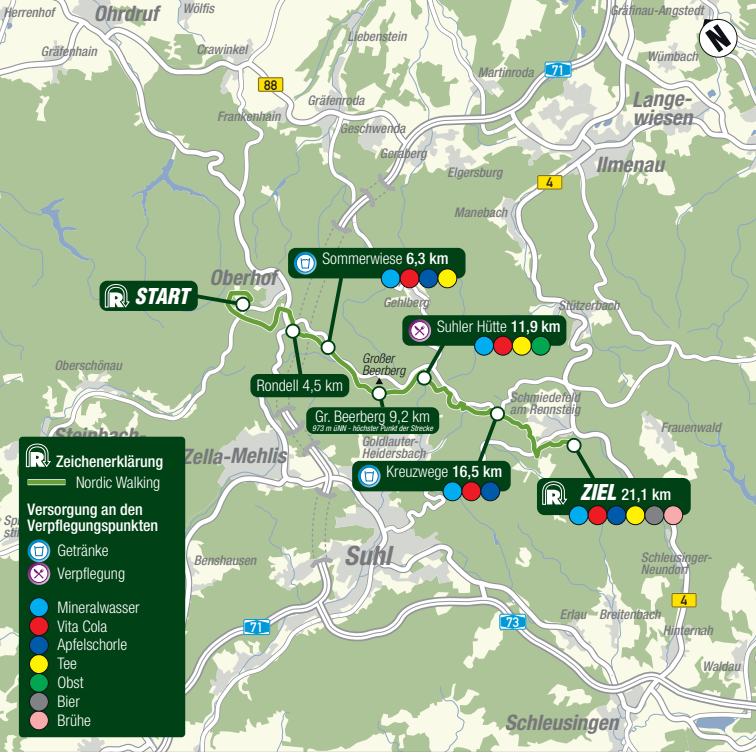 Herrenhof
Ohrdruf
Wölfis
Gräfinau-Angstedt
N
Gräfenhain
Crawinkel
Liebenstein
Wümbach
71
Martinroda
88
Gräfenroda
Lange-
wiesen
Frankenhain
Geschwenda
Geraberg
Ilmenau
Elgersburg
4
Manebach
Sommerwiese 6,3 km
Oberhof
R START
Gehlberg
Stützerbach
Suhler Hütte 11,9 km
Großer
Beerberg
Oberschönau
Rondell 4,5 km
Schmiedefeld
am Rennsteig
Gr. Beerberg 9,2 km
973 m üNN - höchster Punkt der Strecke
Frauenwald
Steinbach-
Goldlauter-
Heidersbach
Zella-Mehlis
Kreuzwege 16,5 km
R ZIEL 21,1 km
R Zeichenerklärung
Nordic Walking
Versorgung an den
Verpflegungspunkten
Getränke
Verpflegung
Mineralwasser
Vita Cola
Apfelschorle
Tee
Obst
Bier
Brühe
Suhl
Benshausen
Schleusinger-
Neundorf
4
71
73
Erlau
Breitenbach
Hinternah
Waldau
Schleusingen